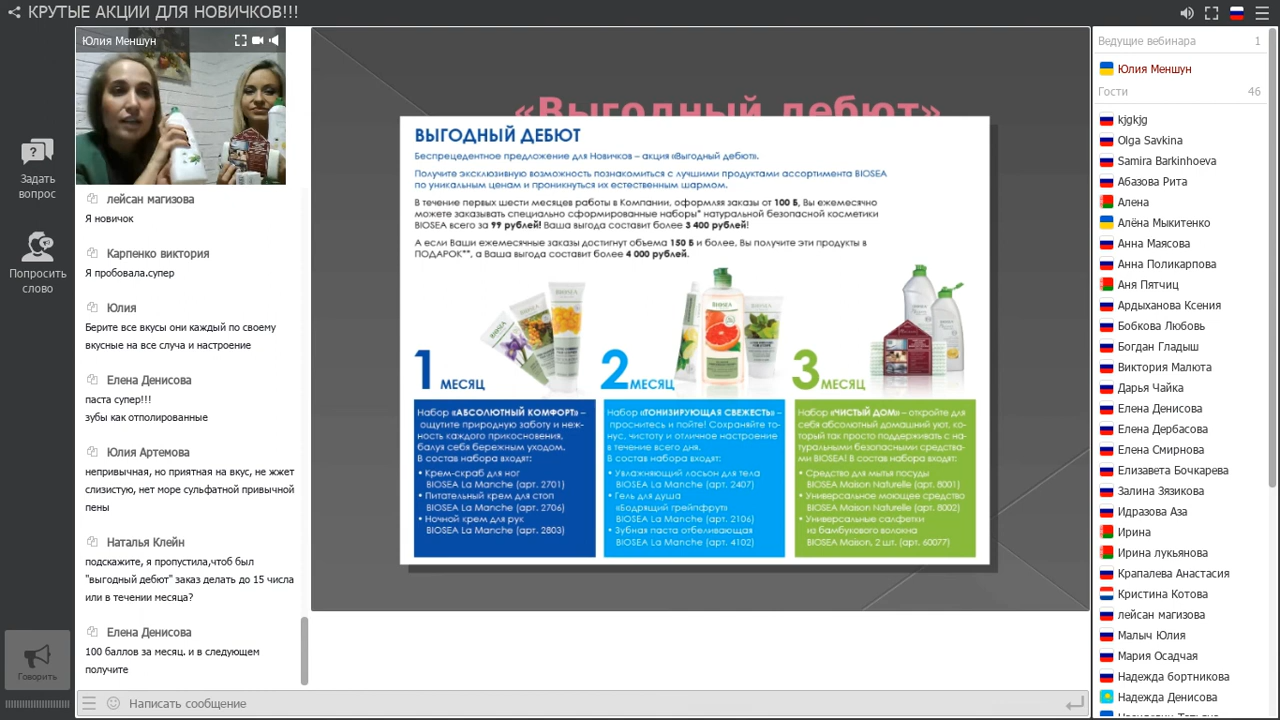 КРУТЫЕ АКЦИИ ДЛЯ НОВИЧКОВ!!!
Юлия Меншун
Задать
вопрос
Попросить
слово
Говорить
лейсан магизова
Я новичок
Карпенко виктория
Я пробовала.супер
Юлия
Берите все вкусы они каждый по своему
вкусные на все случа и настроение
Елена Денисова
паста супер!!!
зубы как отполированные
Юлия Артемова
непривычная, но приятная на вкус, не жжет
слизистую, нет море сульфатной привычной
пены
Наталья Клейн
подскажите, я пропустила,чтоб был
"выгодный дебют" заказ делать до 15 числа
или в течении месяца?
Елена Денисова
100 баллов за месяц. и в следующем
получите
Написать сообщение
«Выгодный дебют»
ВЫГОДНЫЙ ДЕБЮТ
Беспрецедентное предложение для Новичков – акция «Выгодный дебют».
Получите эксклюзивную возможность познакомиться с лучшими продуктами ассортимента BIOSEA
по уникальным ценам и проникнуться их естественным шармом.
В течение первых шести месяцев работы в Компании, оформляя заказы от 100 Б, Вы ежемесячно
можете заказывать специально сформированные наборы* натуральной безопасной косметики
BIOSEA всего за 99 рублей! Ваша выгода составит более 3 400 рублей!
А если Ваши ежемесячные заказы достигнут объема 150 Б и более, Вы получите эти продукты в
ПОДАРОК**, а Ваша выгода составит более 4 000 рублей.
1 МЕСЯЦ
Набор «АБСОЛЮТНЫЙ КОМФОРТ» –
ощутите природную заботу и неж-
ность каждого прикосновения,
балуя себя бережным уходом.
В состав набора входят:
• Крем-скраб для ног
BIOSEA La Manche (арт. 2701)
• Питательный крем для стоп
BIOSEA La Manche (арт. 2706)
• Ночной крем для рук
BIOSEA La Manche (арт. 2803)
2 МЕСЯЦ
Набор «ТОНИЗИРУЮЩАЯ СВЕЖЕСТЬ» –
проснитесь и пойте! Сохраняйте то-
нус, чистоту и отличное настроение
в течение всего дня.
В состав набора входят:
• Увлажняющий лосьон для тела
BIOSEA La Manche (арт. 2407)
• Гель для душа
«Бодрящий грейпфрут»
BIOSEA La Manche (арт. 2106)
• Зубная паста отбеливающая
BIOSEA La Manche (арт. 4102)
3 МЕСЯЦ
Набор «ЧИСТЫЙ ДОМ» – откройте для
себя абсолютный домашний уют, ко-
торый так просто поддерживать с на-
туральными безопасными средства-
ми BIOSEA! В состав набора входят:
• Средство для мытья посуды
BIOSEA Maison Naturelle (арт. 8001)
• Универсальное моющее средство
BIOSEA Maison Naturelle (арт. 8002)
• Универсальные салфетки
из бамбукового волокна
BIOSEA Maison, 2 шт. (арт. 60077)
Ведущие вебинара 1
Юлия Меншун
Гости 46
kjgkjg
Olga Savkina
Samira Barkinhoeva
Абазова Рита
Алена
Алёна Мыкитенко
Анна Маясова
Анна Поликарпова
Аня Пятчиц
Ардыханова Ксения
Бобкова Любовь
Богдан Гладыш
Виктория Малюта
Дарья Чайка
Елена Денисова
Елена Дербасова
Елена Смирнова
Елизавета Бочкарева
Залина Зязикова
Идразова Аза
Ирина
Ирина лукьянова
Крапалева Анастасия
Кристина Котова
лейсан магизова
Малыч Юлия
Мария Осадчая
Надежда бортникова
Надежда Денисова